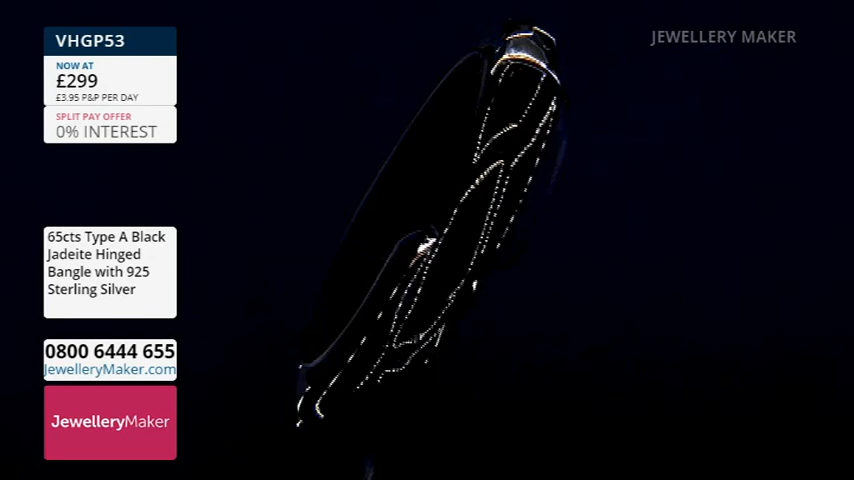 VHGP53
NOW AT
£299
£3.95 P&P PER DAY
SPLIT PAY OFFER
0% INTEREST
65cts Type A Black
Jadeite Hinged
Bangle with 925
Sterling Silver
0800 6444 655
JewelleryMaker.com
JewelleryMaker
JEWELLERY MAKER